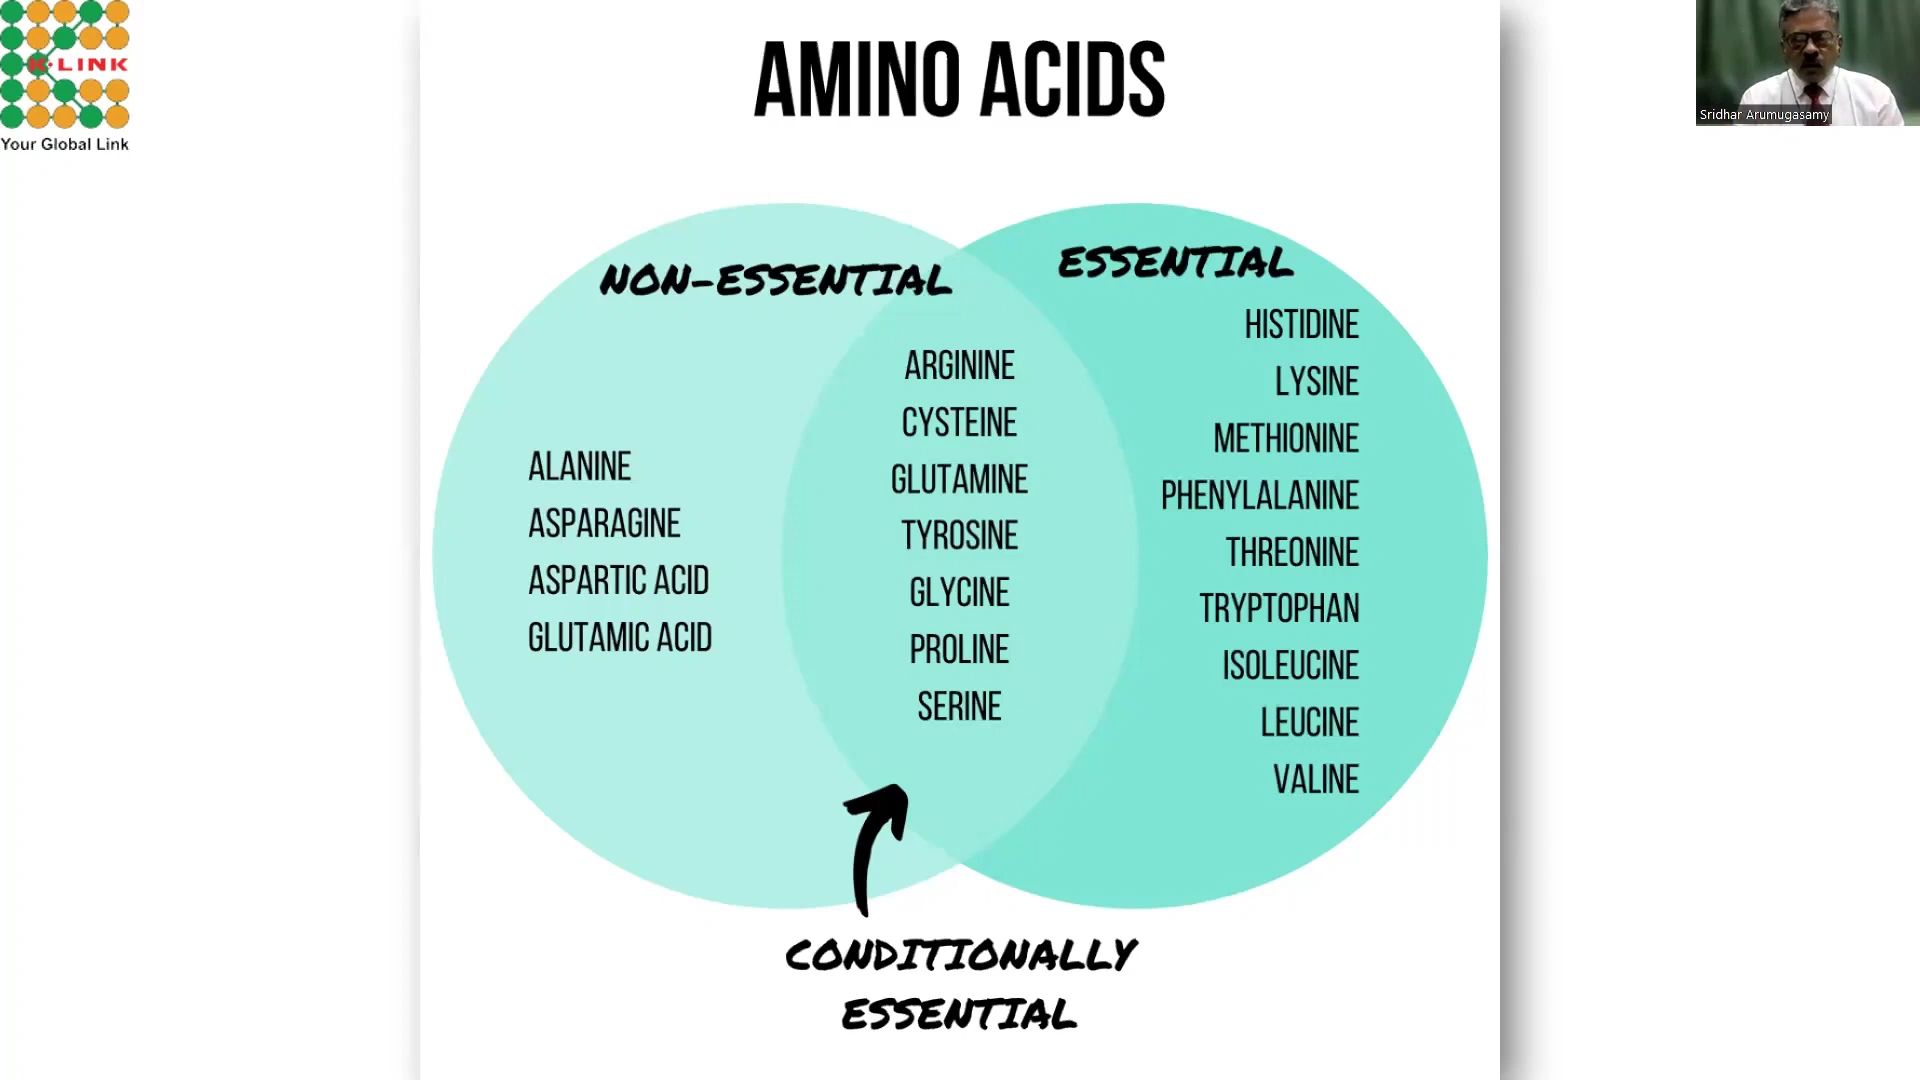 K-LINK
Your Global Link
AMINO ACIDS
Sridhar Arumugasamy
NON-ESSENTIAL
ALANINE
ASPARAGINE
ASPARTIC ACID
GLUTAMIC ACID
ARGININE
CYSTEINE
GLUTAMINE
TYROSINE
GLYCINE
PROLINE
SERINE
ESSENTIAL
HISTIDINE
LYSINE
METHIONINE
PHENYLALANINE
THREONINE
TRYPTOPHAN
ISOLEUCINE
LEUCINE
VALINE
CONDITIONALLY
ESSENTIAL